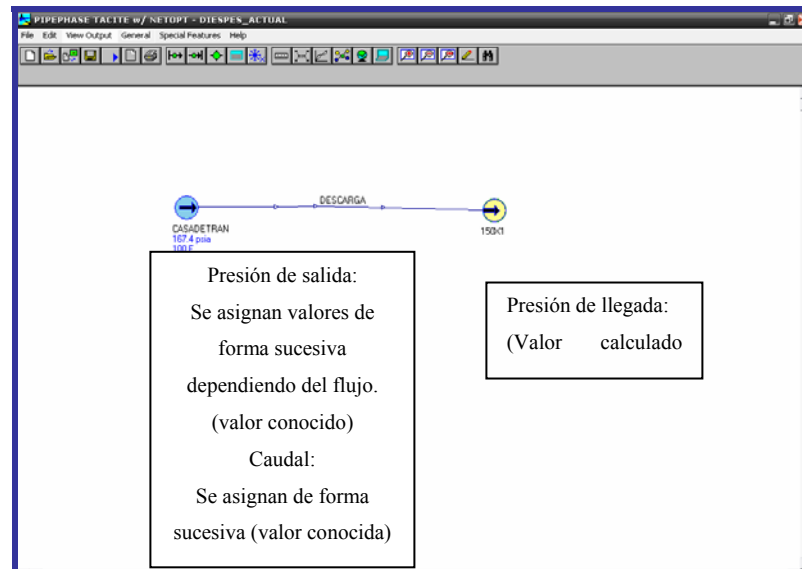 PIPEPHASE TACITE w/ NETOPT - DIESPES_ACTUAL
File Edit View Output General Special Features Help
DESCARGA
CASADETRAN
150X1
167.4 psia
100 F
Presión de salida:
Se asignan valores de
forma sucesiva
dependiendo del flujo.
(valor conocido)
Caudal:
Se asignan de forma
sucesiva (valor conocida)
Presión de llegada:
(Valor calculado